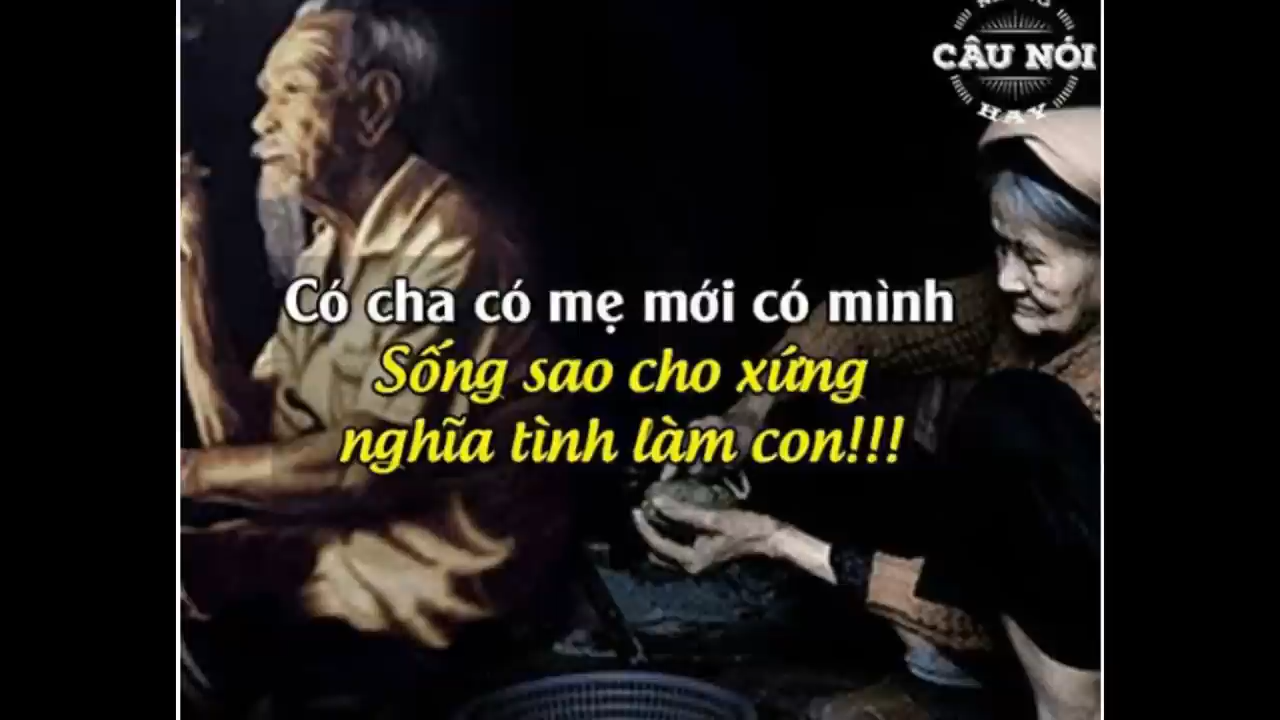 CÂU NÓI
HAY
Có cha có mẹ mới có mình
Sống sao cho xứng
nghĩa tình làm con!!!